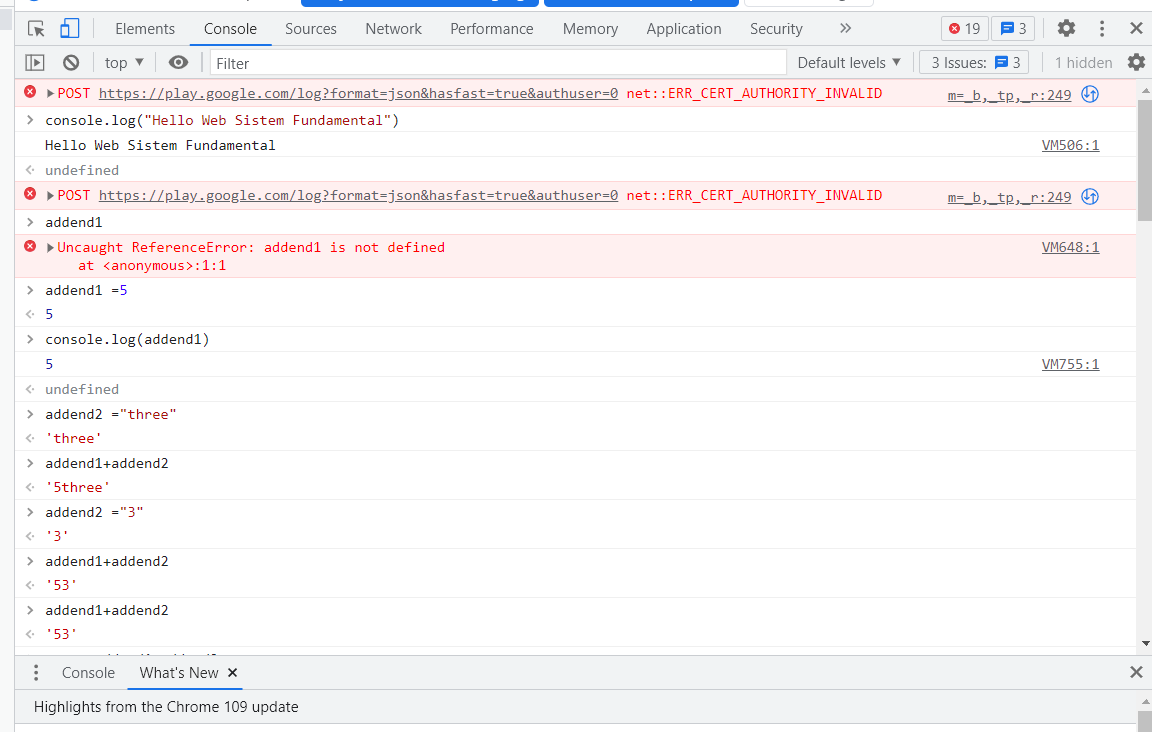 Elements Console Sources Network Performance Memory Application Security » 19 3
top ▼ Filter Default levels ▼ 3 Issues: 3 1 hidden
▶POST https://play.google.com/log?format=json&hasfast=true&authuser=0 net::ERR_CERT_AUTHORITY_INVALID m=_b,_tp,_r:249
> console.log("Hello Web Sistem Fundamental")
Hello Web Sistem Fundamental VM506:1
undefined
▶POST https://play.google.com/log?format=json&hasfast=true&authuser=0 net::ERR_CERT_AUTHORITY_INVALID m=_b,_tp,_r:249
> addend1
▶Uncaught ReferenceError: addend1 is not defined VM648:1
at <anonymous>:1:1
> addend1 =5
5
> console.log(addend1)
5 VM755:1
undefined
> addend2 ="three"
'three'
> addend1+addend2
'5three'
> addend2 ="3"
'3'
> addend1+addend2
'53'
> addend1+addend2
'53'
Console What's New ×
Highlights from the Chrome 109 update